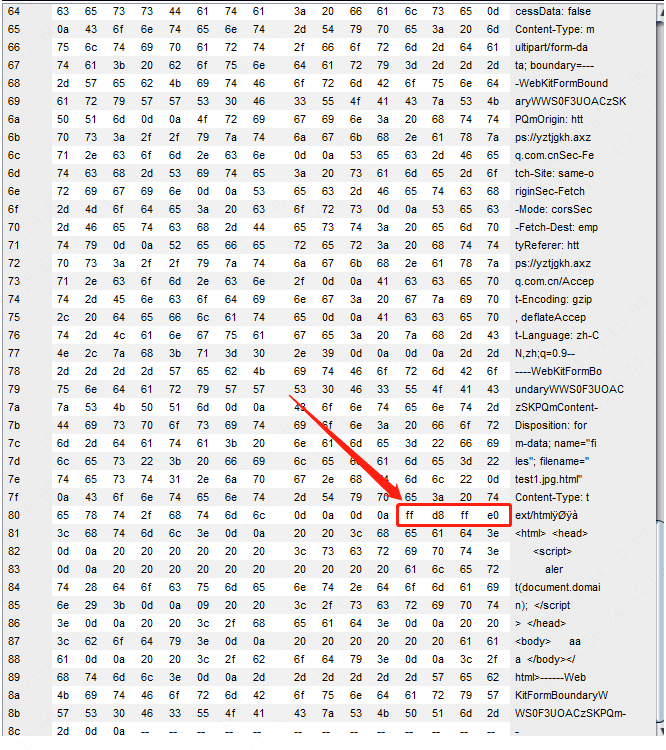 64 63 65 73 73 44 61 74 61 3a 20 66 61 6c 73 65 0d cessData: false
65 0a 43 6f 6e 74 65 6e 74 2d 54 79 70 65 3a 20 6d Content-Type: m
66 75 6c 74 69 70 61 72 74 2f 66 6f 72 6d 2d 64 61 ultipart/form-da
67 74 61 3b 20 62 6f 75 6e 64 61 72 79 3d 2d 2d 2d ta; boundary=---
68 2d 57 65 62 4b 69 74 46 6f 72 6d 42 6f 75 6e 64 -WebKitFormBound
69 61 72 79 57 57 53 30 46 33 55 4f 41 43 7a 53 4b aryWWS0F3UOACzSK
6a 50 51 6d 0d 0a 4f 72 69 67 69 6e 3a 20 68 74 74 PQmOrigin: htt
6b 70 73 3a 2f 2f 79 7a 74 6a 67 6b 68 2e 61 78 7a ps://yztjgkh.axz
6c 71 2e 63 6f 6d 2e 63 6e 0d 0a 53 65 63 2d 46 65 q.com.cnSec-Fe
6d 74 63 68 2d 53 69 74 65 3a 20 73 61 6d 65 2d 6f tch-Site: same-o
6e 72 69 67 69 6e 0d 0a 53 65 63 2d 46 65 74 63 68 riginSec-Fetch
6f 2d 4d 6f 64 65 3a 20 63 6f 72 73 0d 0a 53 65 63 -Mode: corsSec
70 2d 46 65 74 63 68 2d 44 65 73 74 3a 20 65 6d 70 -Fetch-Dest: emp
71 74 79 0d 0a 52 65 66 65 72 65 72 3a 20 68 74 74 tyReferer: htt
72 70 73 3a 2f 2f 79 7a 74 6a 67 6b 68 2e 61 78 7a ps://yztjgkh.axz
73 71 2e 63 6f 6d 2e 63 6e 2f 0d 0a 41 63 63 65 70 q.com.cn/Accep
74 74 2d 45 6e 63 6f 64 69 6e 67 3a 20 67 7a 69 70 t-Encoding: gzip
75 2c 20 64 65 66 6c 61 74 65 0d 0a 41 63 63 65 70 , deflateAccep
76 74 2d 4c 61 6e 67 75 61 67 65 3a 20 7a 68 2d 43 t-Language: zh-C
77 4e 2c 7a 68 3b 71 3d 30 2e 39 0d 0a 0d 0a 2d 2d N,zh;q=0.9--
78 2d 2d 2d 2d 57 65 62 4b 69 74 46 6f 72 6d 42 6f ----WebKitFormBo
79 75 6e 64 61 72 79 57 57 53 30 46 33 55 4f 41 43 undaryWWS0F3UOAC
7a 7a 53 4b 50 51 6d 0d 0a 43 6f 6e 74 65 6e 74 2d zSKPQmContent-
7b 44 69 73 70 6f 73 69 74 69 6f 6e 3a 20 66 6f 72 Disposition: for
7c 6d 2d 64 61 74 61 3b 20 6e 61 6d 65 3d 22 66 69 m-data; name="fi
7d 6c 65 73 22 3b 20 66 69 6c 65 6e 61 6d 65 3d 22 les"; filename="
7e 74 65 73 74 31 2e 6a 70 67 2e 68 74 6d 6c 22 0d test1.jpg.html"
7f 0a 43 6f 6e 74 65 6e 74 2d 54 79 70 65 3a 20 74 Content-Type: t
80 65 78 74 2f 68 74 6d 6c 0d 0a 0d 0a ff d8 ff e0 ext/htmlÿØÿà
81 3c 68 74 6d 6c 3e 0d 0a 20 20 3c 68 65 61 64 3e <html> <head>
82 0d 0a 20 20 20 20 20 20 3c 73 63 72 69 70 74 3e <script>
83 0d 0a 20 20 20 20 20 20 20 20 20 61 6c 65 72 aler
84 74 28 64 6f 63 75 6d 65 6e 74 2e 64 6f 6d 61 69 t(document.domai
85 6e 29 3b 0d 0a 09 20 20 3c 2f 73 63 72 69 70 74 n); </script
86 3e 0d 0a 20 20 3c 2f 68 65 61 64 3e 0d 0a 20 20 > </head>
87 3c 62 6f 64 79 3e 0d 0a 20 20 20 20 20 20 61 61 <body> aa
88 61 0d 0a 20 20 3c 2f 62 6f 64 79 3e 0d 0a 3c 2f a </body></
89 68 74 6d 6c 3e 0d 0a 2d 2d 2d 2d 2d 2d 57 65 62 html>------Web
8a 4b 69 74 46 6f 72 6d 42 6f 75 6e 64 61 72 79 57 KitFormBoundaryW
8b 57 53 30 46 33 55 4f 41 43 7a 53 4b 50 51 6d 2d WS0F3UOACzSKPQm-
8c 2d 0d 0a -- -- -- -- -- -- -- -- -- -- -- -- -- -